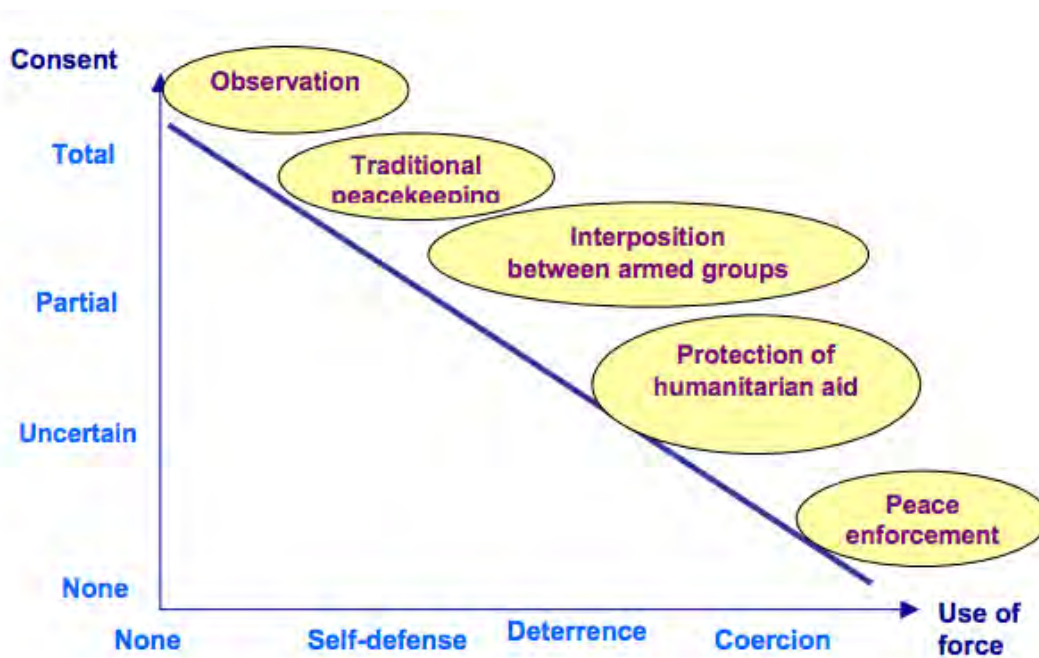 Consent
Observation
Total
Traditional
peacekeeping
Interposition
between armed groups
Partial
Protection of
humanitarian aid
Uncertain
Peace
enforcement
None
None
Self-defense
Deterrence
Coercion
Use of
force